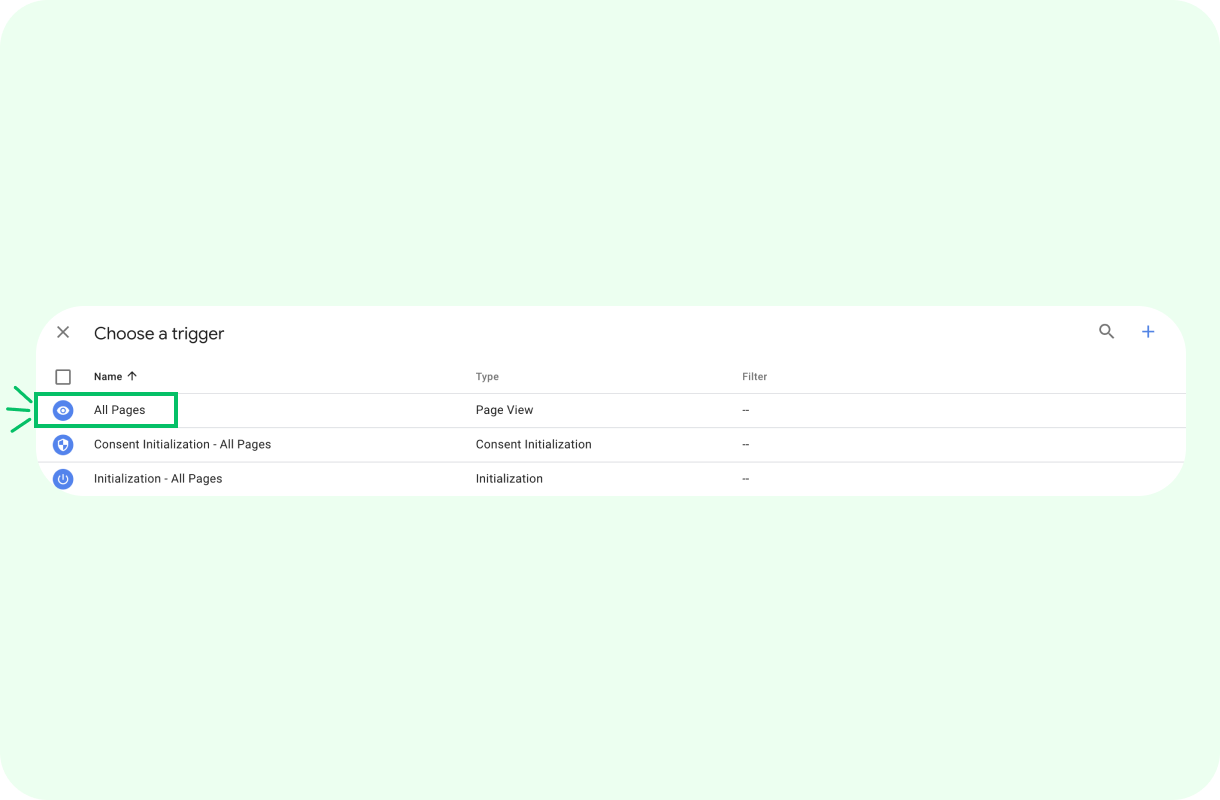 Choose a trigger
Name Type Filter
All Pages Page View --
Consent Initialization - All Pages Consent Initialization --
Initialization - All Pages Initialization --